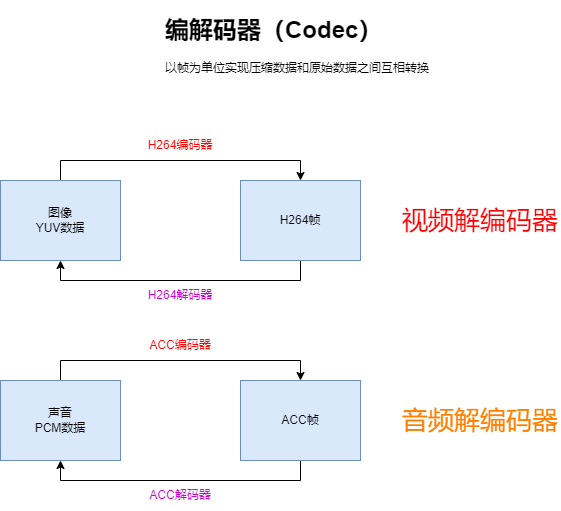 编解码器（Codec）
以帧为单位实现压缩数据和原始数据之间互相转换
H264编码器
图像
YUV数据
H264帧
视频解编码器
H264解码器
ACC编码器
声音
PCM数据
ACC帧
音频解编码器
ACC解码器